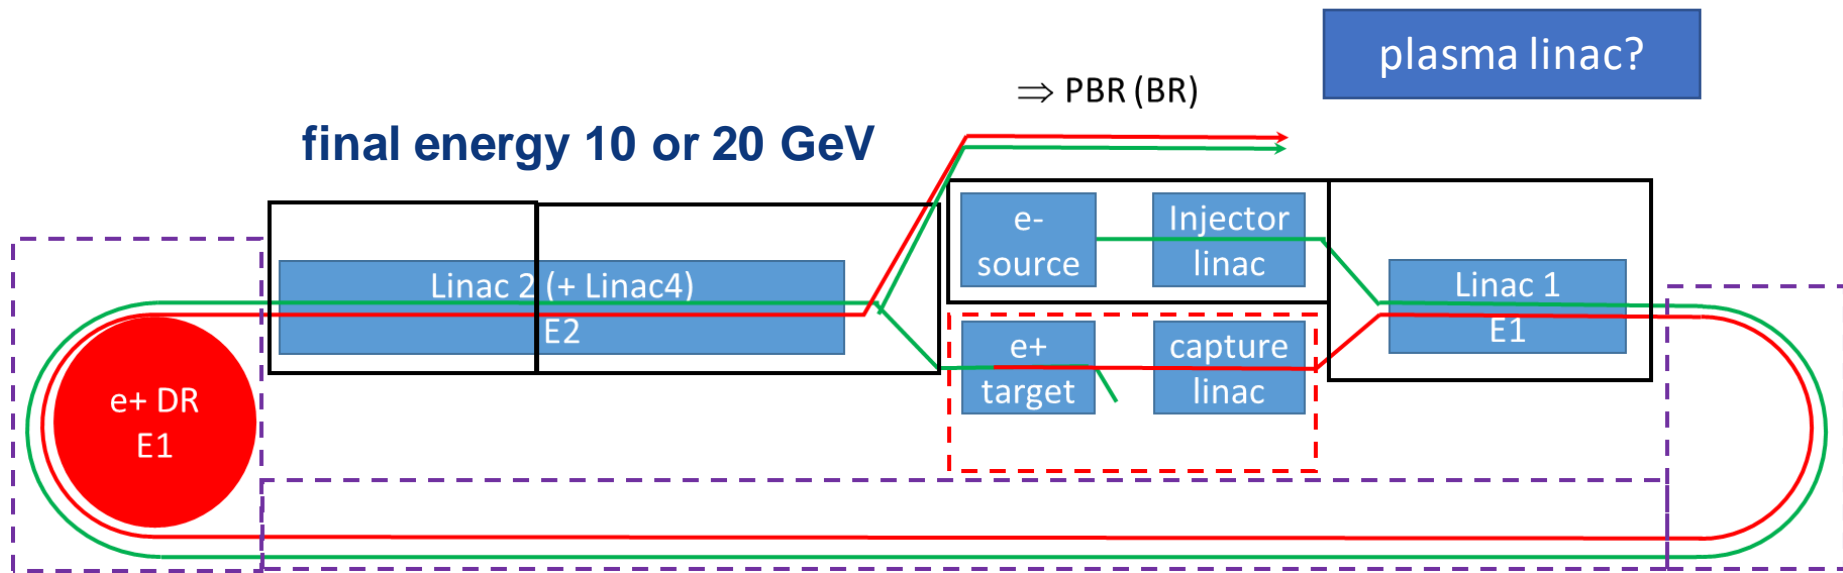 plasma linac?
⇒ PBR (BR)
final energy 10 or 20 GeV
e-
source
Injector
linac
Linac 2 (+ Linac4)
E2
Linac 1
E1
e+
target
capture
linac
e+ DR
E1